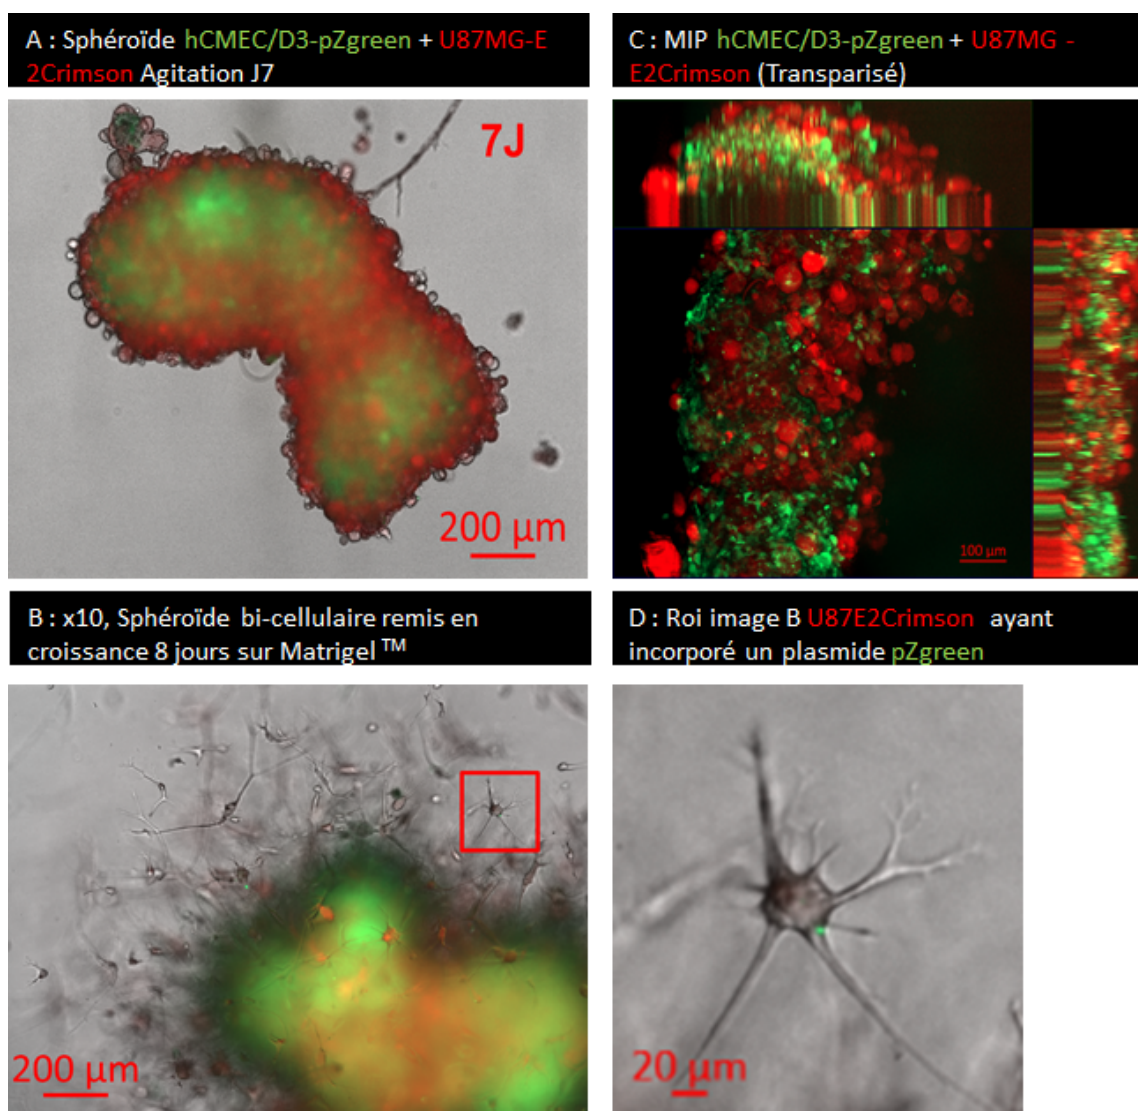 A : Sphéroïde hCMEC/D3-pZgreen + U87MG-E
2Crimson Agitation J7
7J
200 µm
C : MIP hCMEC/D3-pZgreen + U87MG -
E2Crimson (Transparisé)
100 µm
B : x10, Sphéroïde bi-cellulaire remis en
croissance 8 jours sur Matrigel TM
200 µm
D : Roi image B U87E2Crimson ayant
incorporé un plasmide pZgreen
20 µm